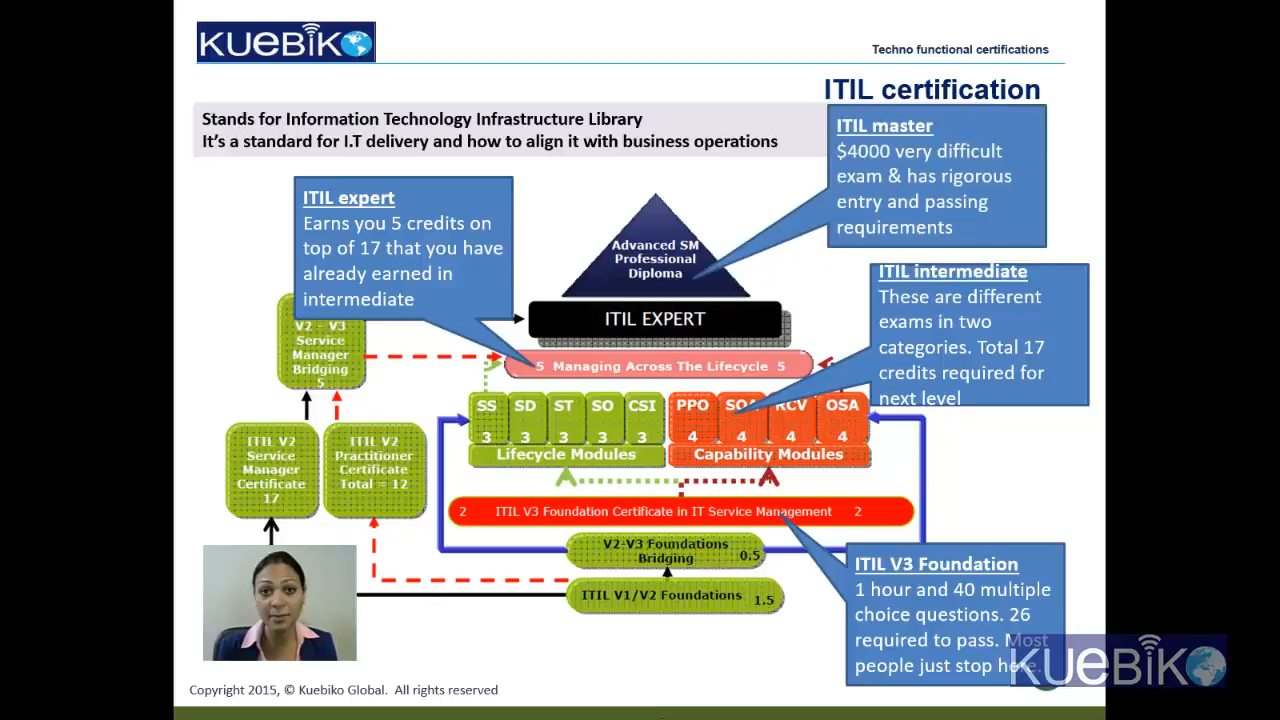 KUEBIKO
Techno functional certifications
ITIL certification
Stands for Information Technology Infrastructure Library
It's a standard for I.T delivery and how to align it with business operations
ITIL master
$4000 very difficult
exam & has rigorous
entry and passing
requirements
ITIL expert
Earns you 5 credits on
top of 17 that you have
already earned in
intermediate
Advanced SM
Professional
Diploma
ITIL EXPERT
ITIL intermediate
These are different
exams in two
categories. Total 17
credits required for
next level
V2 - V3
Service
Manager
Bridging
5
5 Managing Across The Lifecycle 5
SS SD ST SO CSI PPO SOA RCV OSA
3 3 3 3 3 4 4 4 4
Lifecycle Modules Capability Modules
ITIL V2
Service
Manager
Certificate
17
ITIL V2
Practitioner
Certificate
Total = 12
2 ITIL V3 Foundation Certificate in IT Service Management 2
V2-V3 Foundations
Bridging 0.5
ITIL V1/V2 Foundations 1.5
ITIL V3 Foundation
1 hour and 40 multiple
choice questions. 26
required to pass. Most
people just stop here.
KUEBIKO
Copyright 2015, © Kuebiko Global. All rights reserved